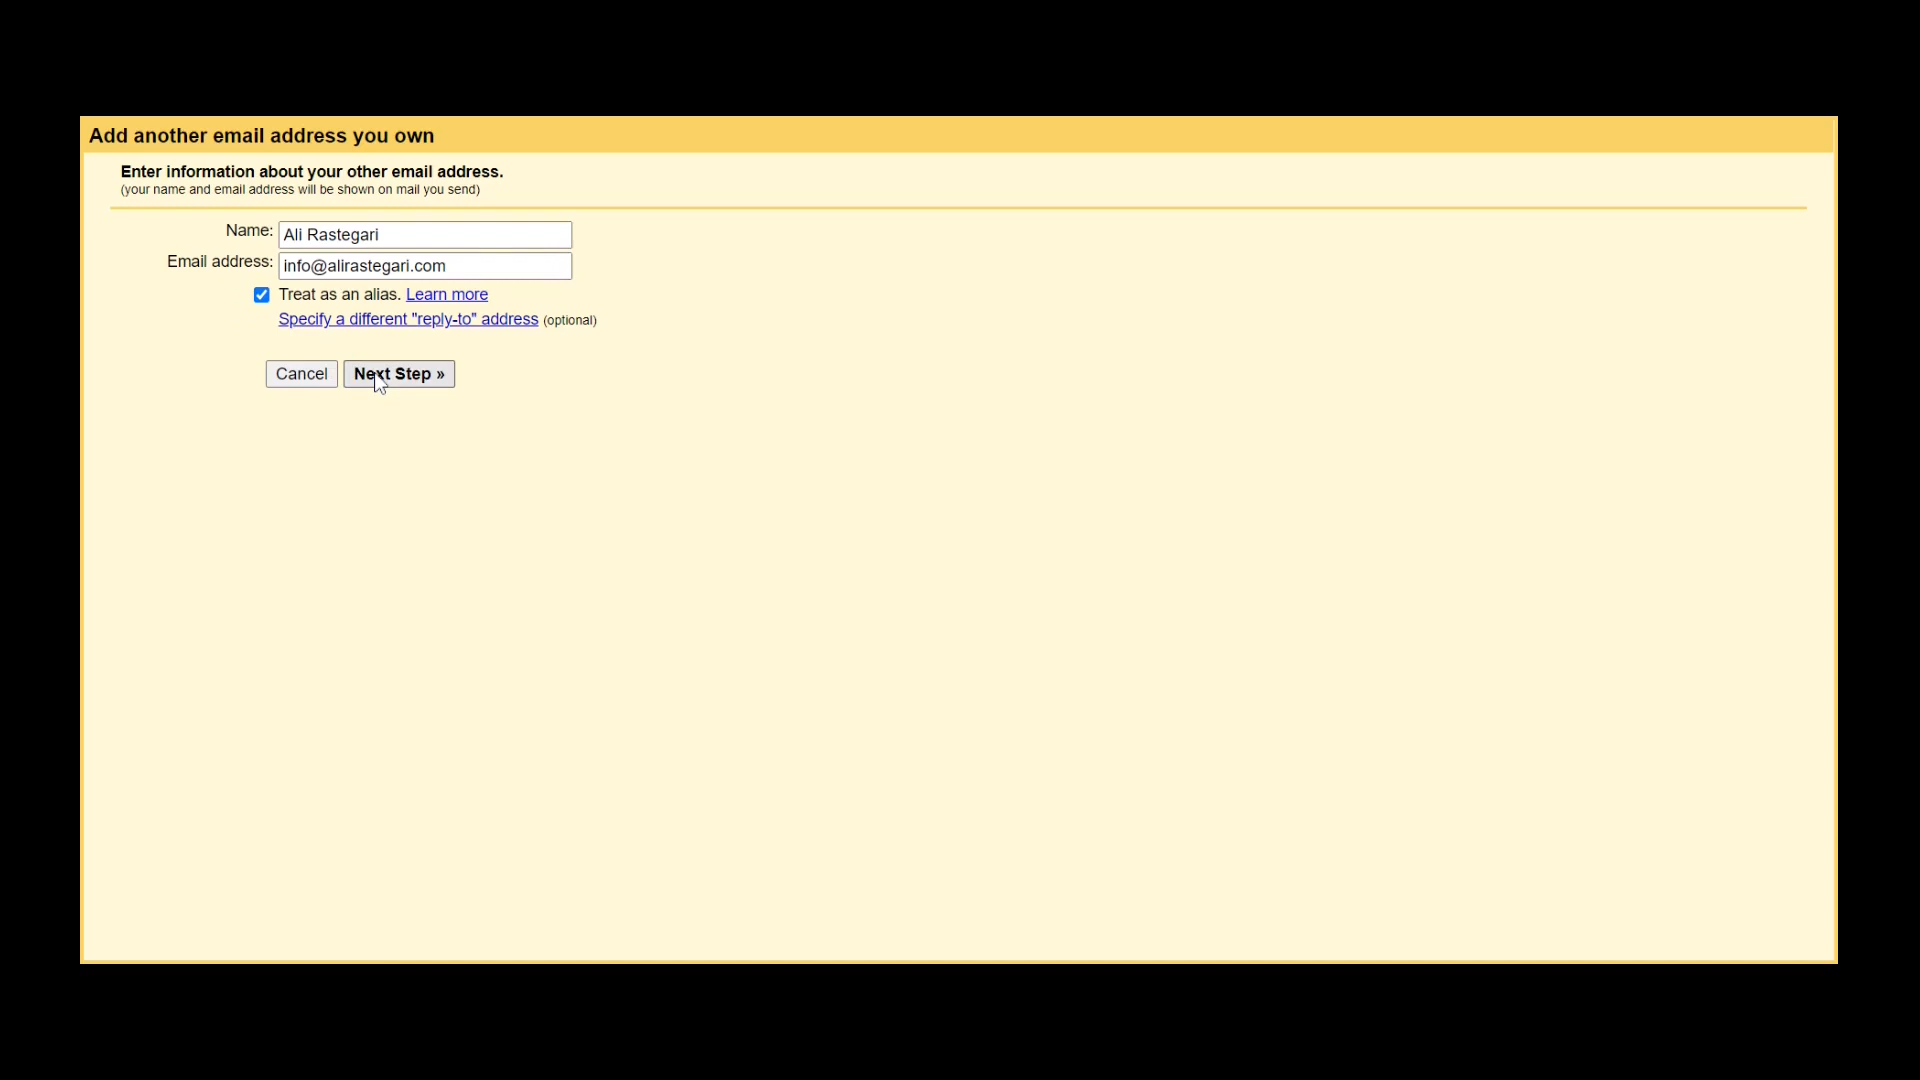 Add another email address you own
Enter information about your other email address.
(your name and email address will be shown on mail you send)
Name: Ali Rastegari
Email address: info@alirastegari.com
Treat as an alias. Learn more
Specify a different "reply-to" address (optional)
Cancel Next Step »